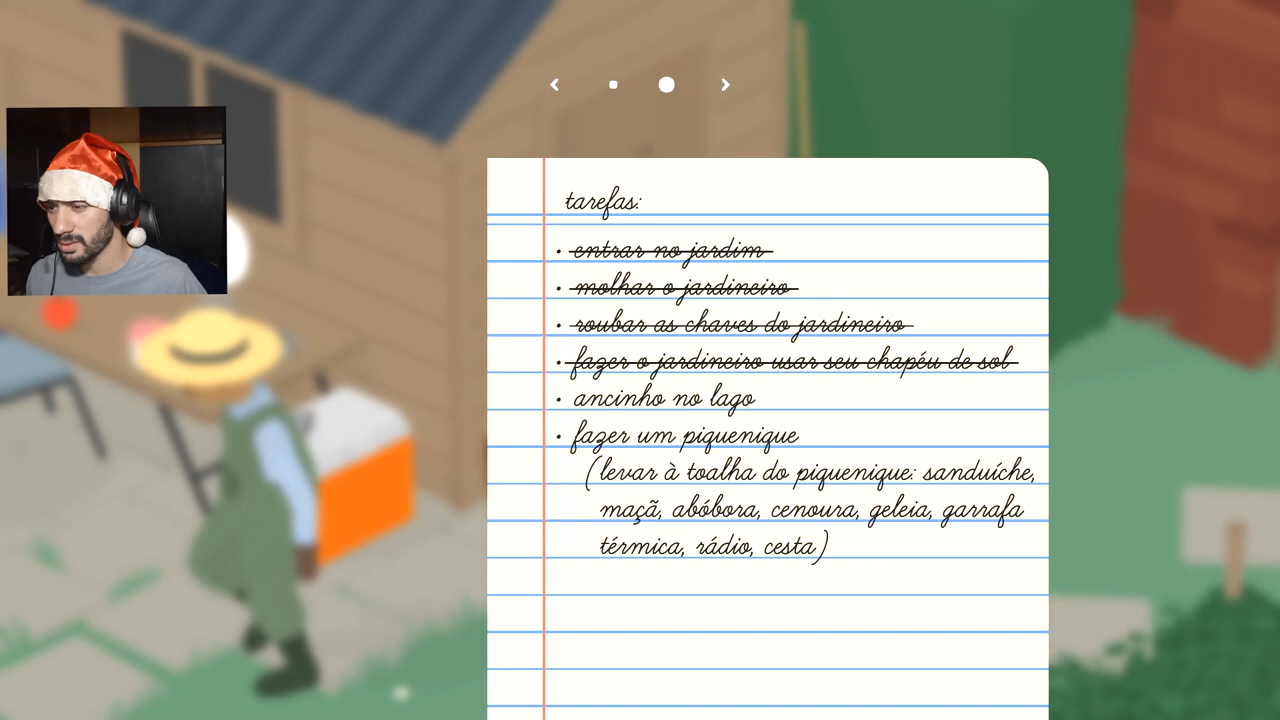 tarefas:
• entrar no jardim
• molhar o jardineiro
• roubar as chaves do jardineiro
• fazer o jardineiro usar seu chapéu de sol
• ancinho no lago
• fazer um piquenique
(levar à toalha do piquenique: sanduíche,
maçã, abóbora, cenoura, geleia, garrafa
térmica, rádio, cesta)